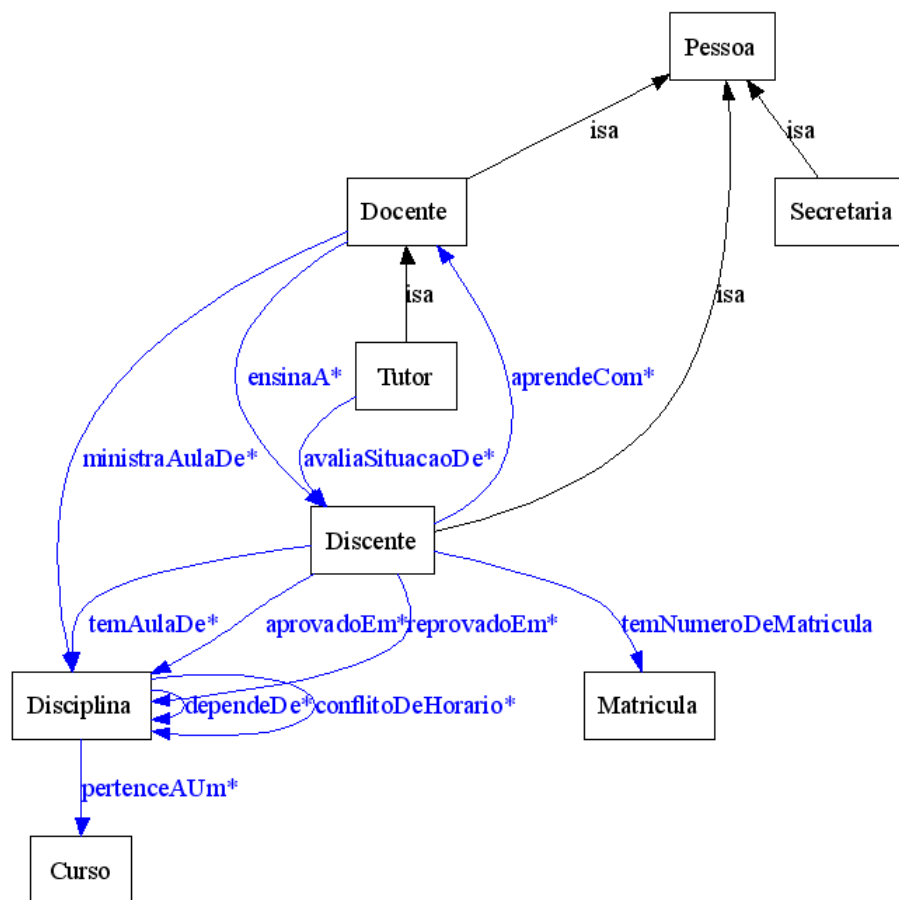 Pessoa
isa
isa
Docente
Secretaria
isa
isa
ensinaA*
Tutor
aprendeCom*
ministraAulaDe*
avaliaSituacaoDe*
Discente
temAulaDe*
aprovadoEm*
reprovadoEm*
temNumeroDeMatricula
Disciplina
dependeDe*
conflitoDeHorario*
Matricula
pertenceAUm*
Curso